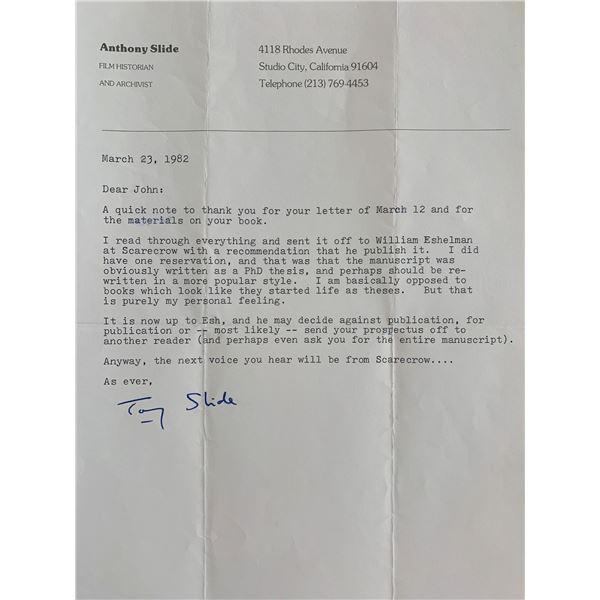 Anthony Slide
FILM HISTORIAN
AND ARCHIVIST
4118 Rhodes Avenue
Studio City, California 91604
Telephone (213) 769-4453
March 23, 1982
Dear John:
A quick note to thank you for your letter of March 12 and for
the materials on your book.
I read through everything and sent it off to William Eshelman
at Scarecrow with a recommendation that he publish it.  I did
have one reservation, and that was that the manuscript was
obviously written as a PhD thesis, and perhaps should be re-
written in a more popular style.  I am basically opposed to
books which look like they started life as theses.  But that
is purely my personal feeling.
It is now up to Esh, and he may decide against publication, for
publication or -- most likely -- send your prospectus off to
another reader (and perhaps even ask you for the entire manuscript).
Anyway, the next voice you hear will be from Scarecrow....
As ever,
Tony Slide